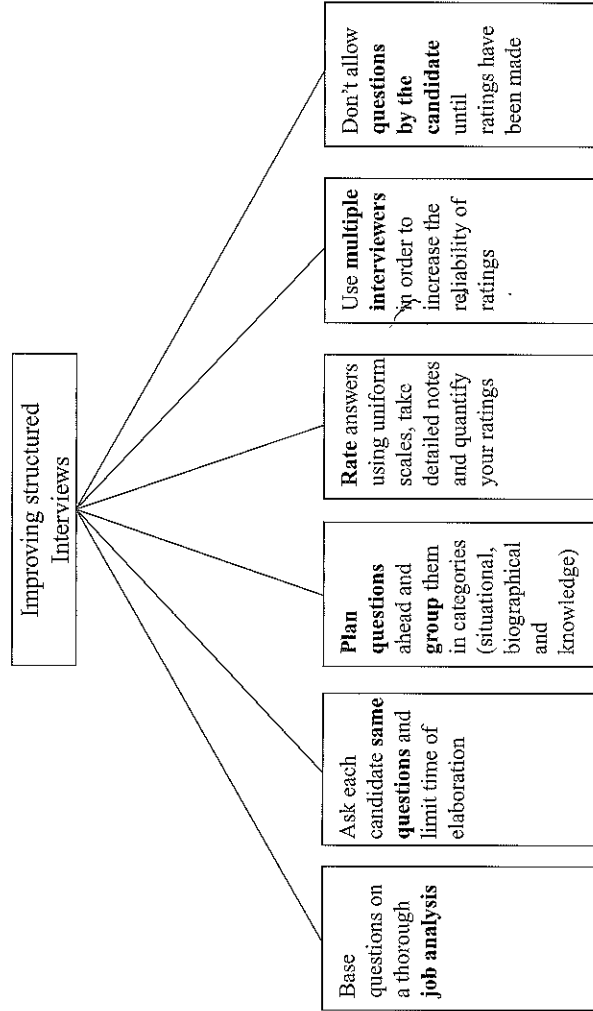 Improving structured
Interviews
Base
questions on
a thorough
job analysis
Ask each
candidate same
questions and
limit time of
elaboration
Plan
questions
ahead and
group them
in categories
(situational,
biographical
and
knowledge)
Rate answers
using uniform
scales, take
detailed notes
and quantify
your ratings
Use multiple
interviewers
in order to
increase the
reliability of
ratings
Don't allow
questions
by the
candidate
until
ratings have
been made